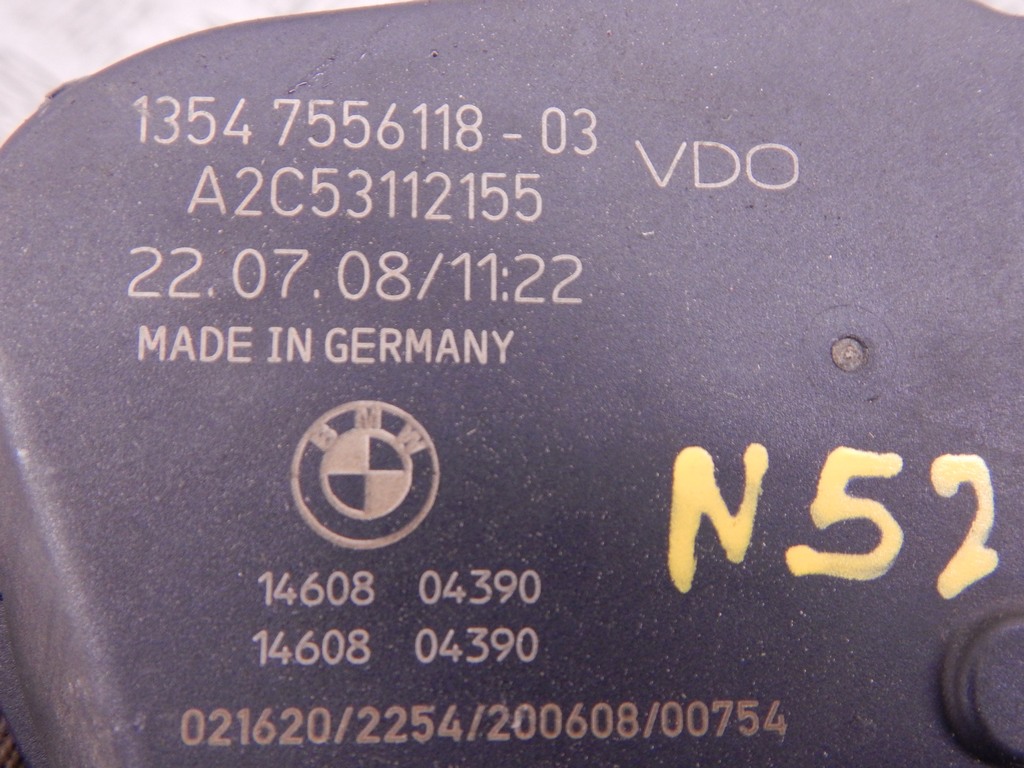 1354 7556118 - 03
VDO
A2C53112155
22.07.08/11:22
MADE IN GERMANY
BMW
N52
14608 04390
14608 04390
021620/2254/200608/00754